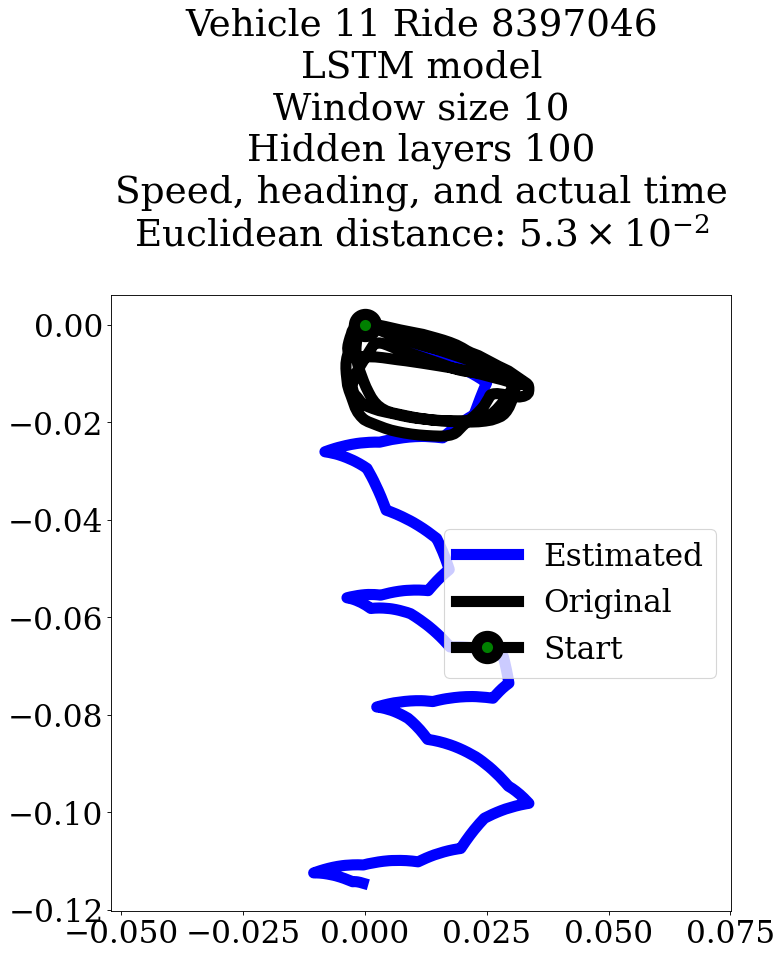 Vehicle 11 Ride 8397046
LSTM model
Window size 10
Hidden layers 100
Speed, heading, and actual time
Euclidean distance: 5.3 × 10⁻²
0.00
−0.02
−0.04
−0.06
−0.08
−0.10
−0.12
Estimated
Original
Start
−0.050 −0.025 0.000 0.025 0.050 0.075